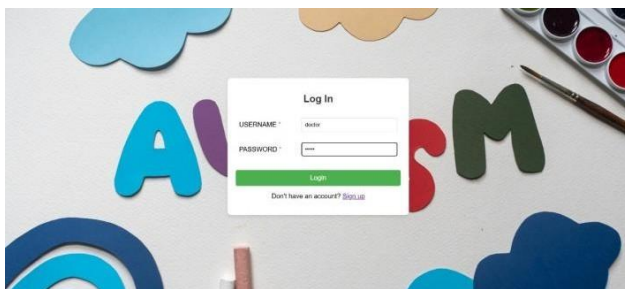 Log In
USERNAME *
doctor
PASSWORD *
•••••
Login
Don't have an account? Sign up
A U S M